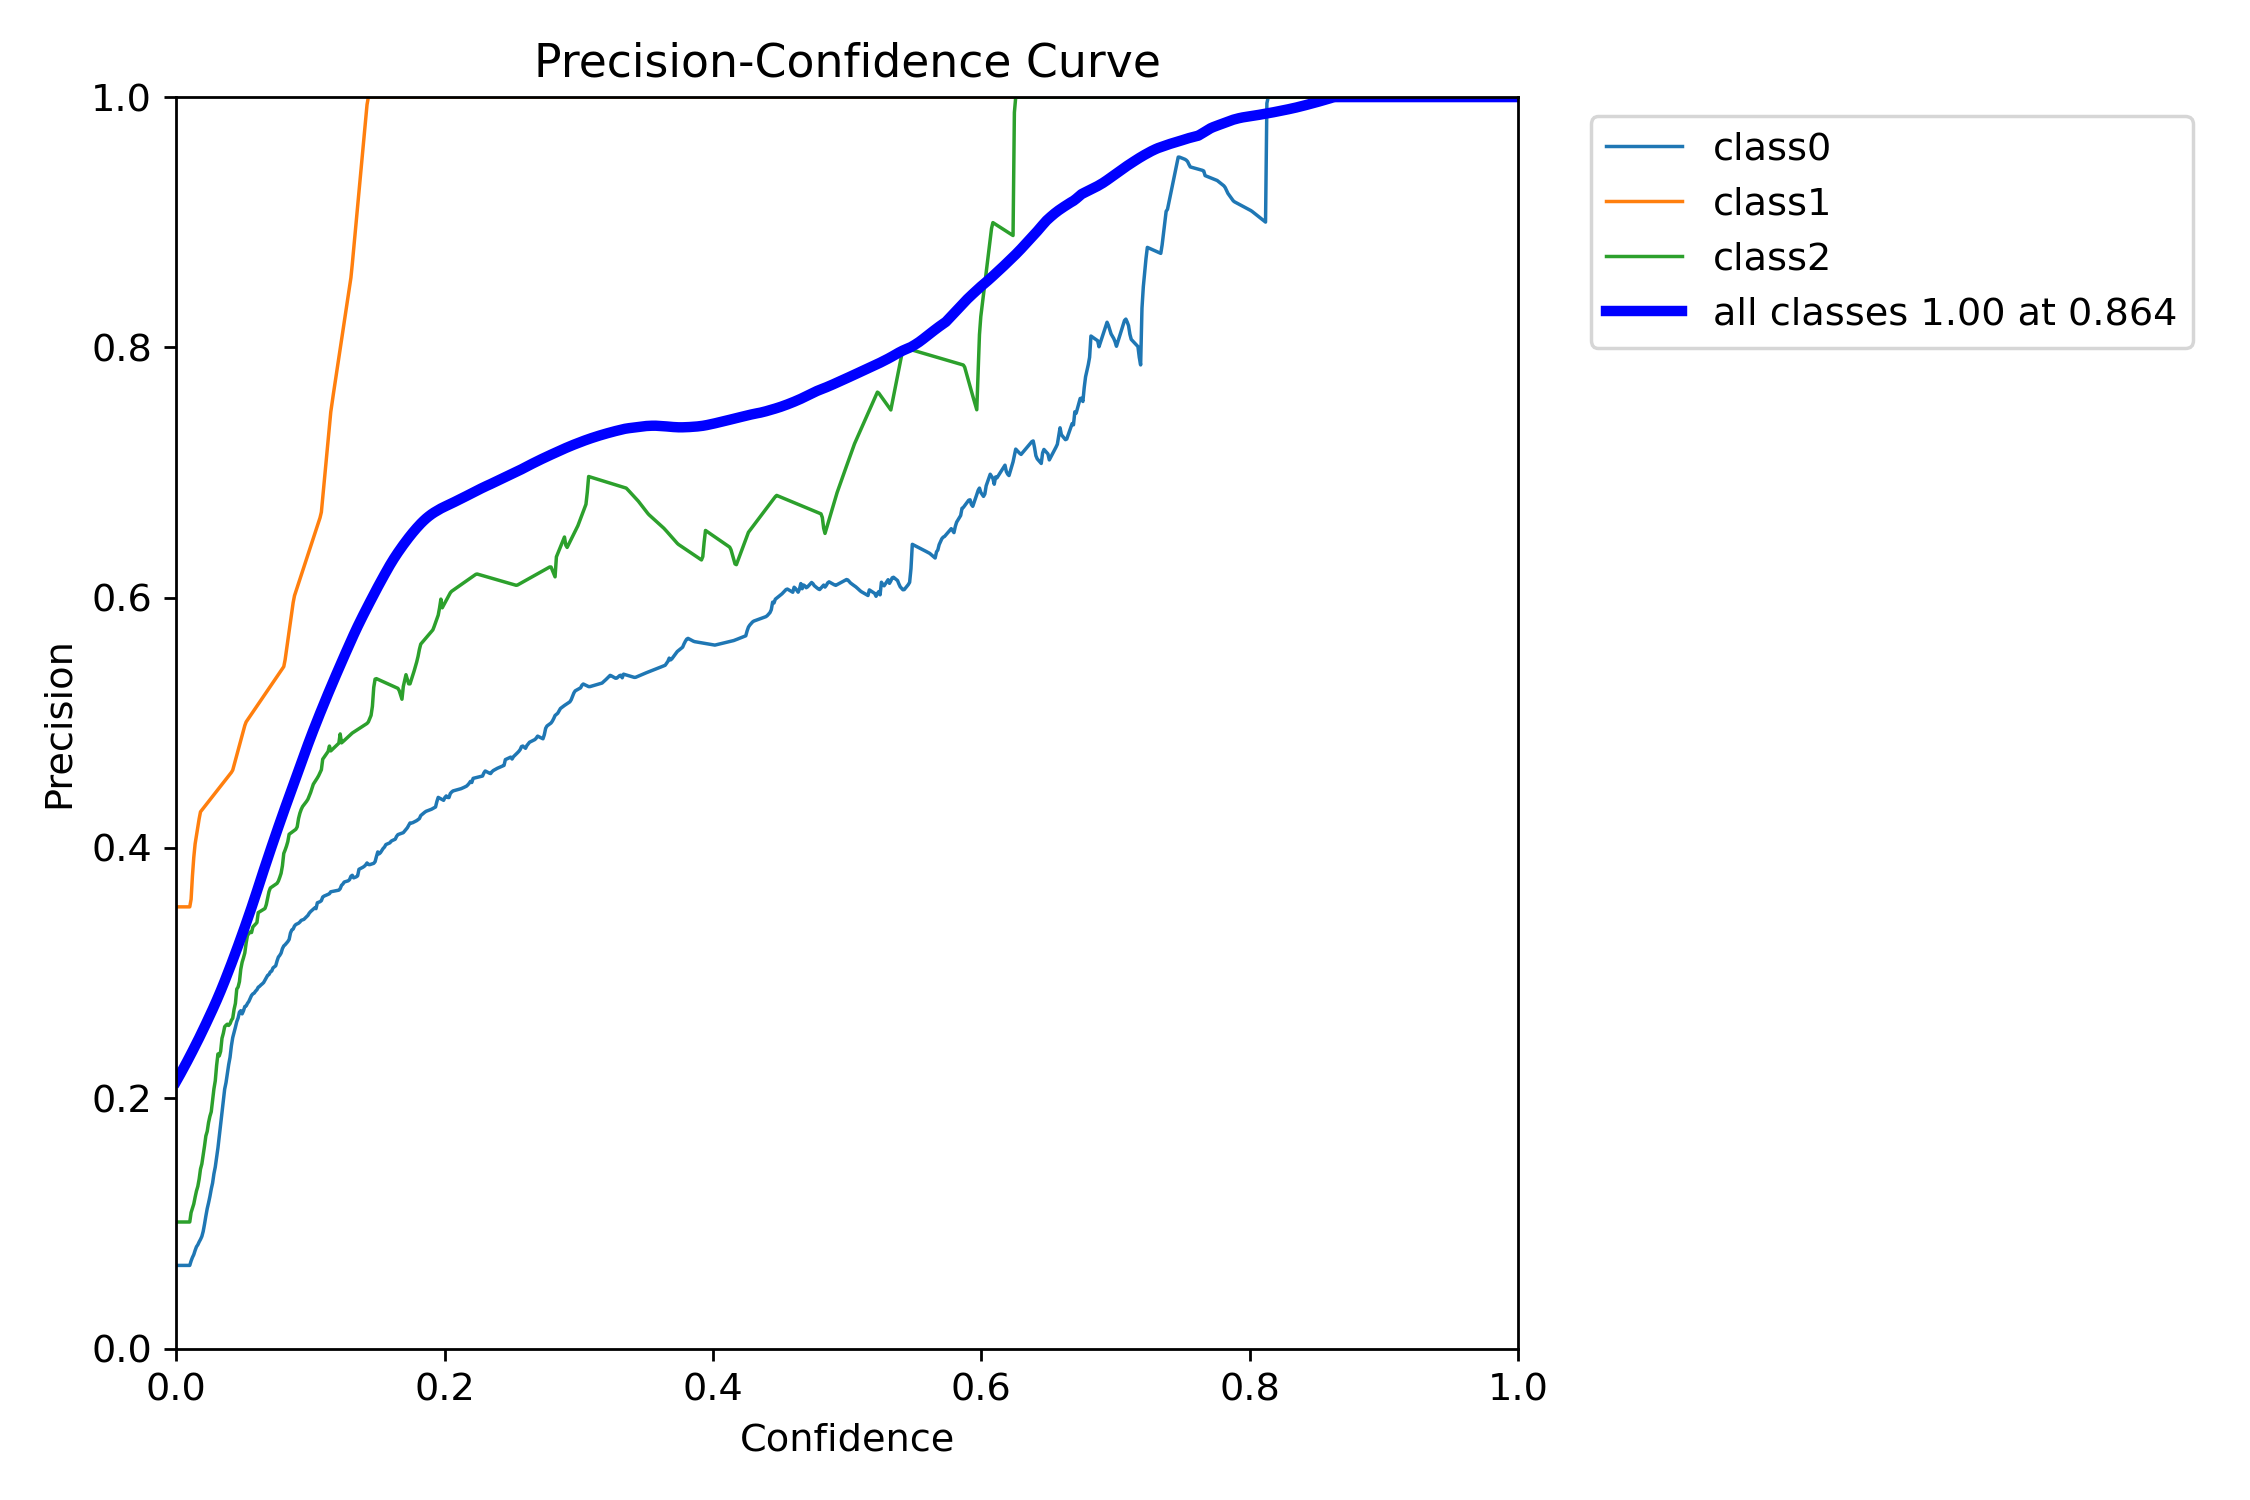 Precision-Confidence Curve
1.0
0.8
0.6
0.4
0.2
0.0
Precision
0.0 0.2 0.4 0.6 0.8 1.0
Confidence
class0
class1
class2
all classes 1.00 at 0.864